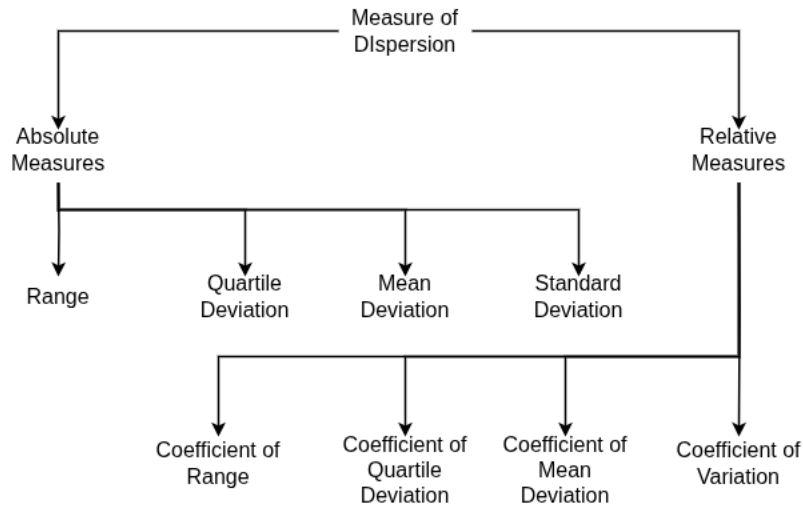 Measure of
DIspersion
Absolute
Measures
Relative
Measures
Range
Quartile
Deviation
Mean
Deviation
Standard
Deviation
Coefficient of
Range
Coefficient of
Quartile
Deviation
Coefficient of
Mean
Deviation
Coefficient of
Variation